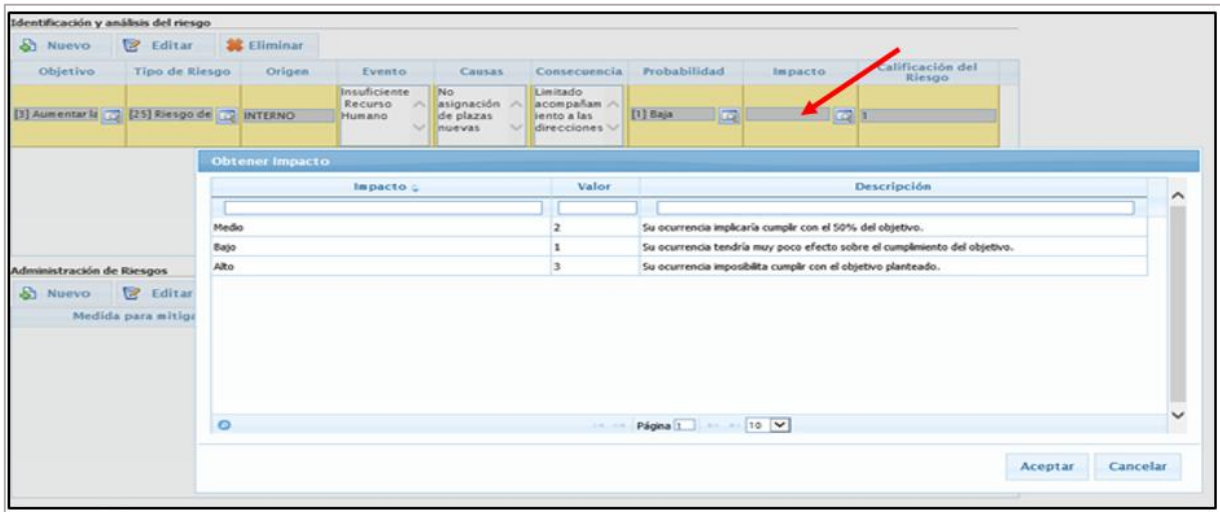 Identificación y análisis del riesgo
Nuevo Editar Eliminar
Objetivo Tipo de Riesgo Origen Evento Causas Consecuencia Probabilidad Impacto Calificación del Riesgo
[3] Aumentar la [25] Riesgo de INTERNO Insuficiente Recurso Humano No asignación de plazas nuevas Limitado acompañam iento a las direcciones [1] Baja 1
Obtener Impacto
Impacto Valor Descripción
Medio 2 Su ocurrencia implicaría cumplir con el 50% del objetivo.
Bajo 1 Su ocurrencia tendría muy poco efecto sobre el cumplimiento del objetivo.
Alto 3 Su ocurrencia imposibilita cumplir con el objetivo planteado.
Administración de Riesgos
Nuevo Editar
Medida para mitiga
Página 1 10
Aceptar Cancelar